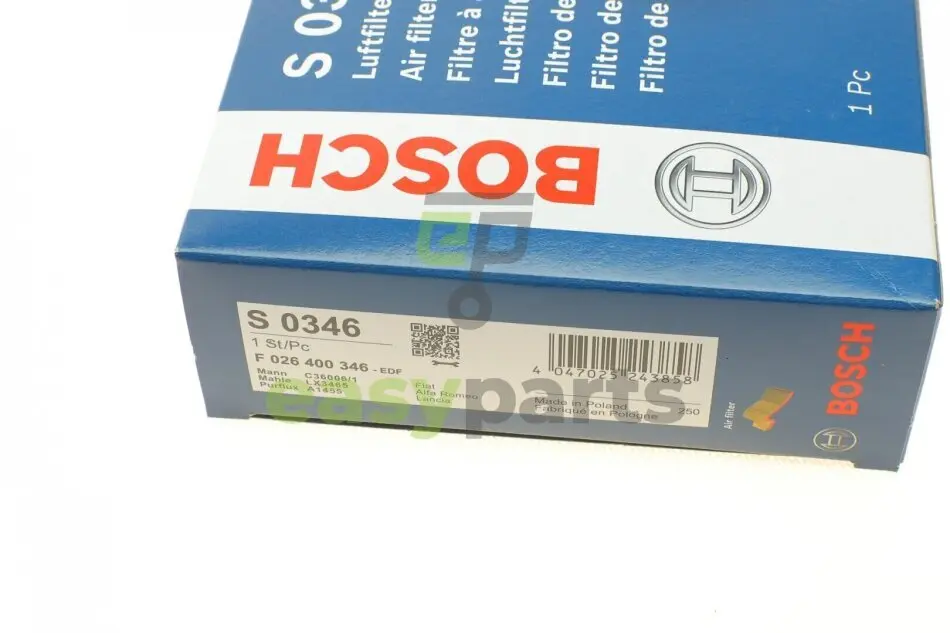 S 03
Luftfilte
Air filter
Filtre à
Luchtfil
Filtro de
Filtro de
Filtro de
1 Pc
BOSCH
S 0346
1 St/Pc
F 026 400 346 - EDF
Mann C36006/1
Mahle LX3465
Purflux A1455
Fiat
Alfa Romeo
Lancia
4 047025 243858
Made in Poland
Fabriqué en Pologne
250
Air filter
BOSCH
easyparts